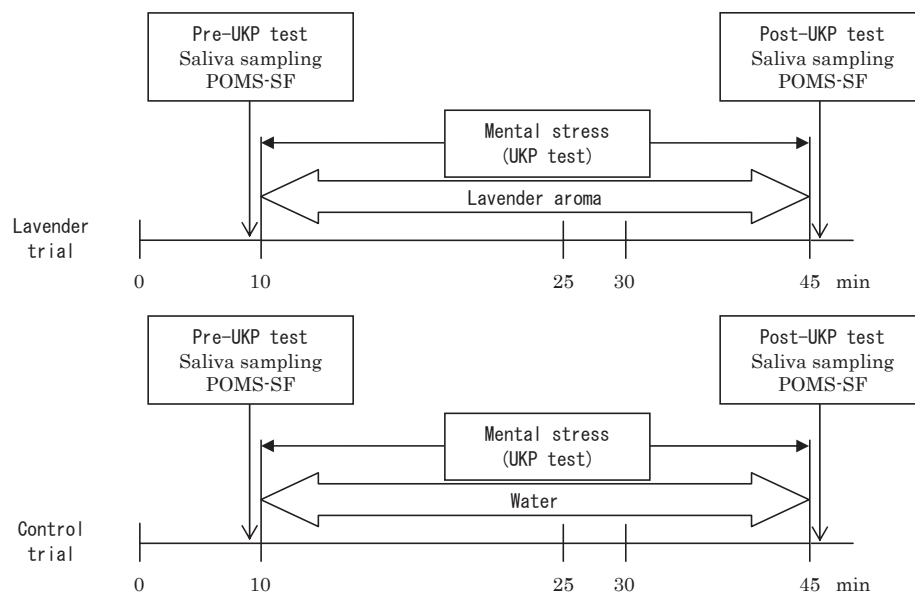 Pre-UKP test
Saliva sampling
POMS-SF
Post-UKP test
Saliva sampling
POMS-SF
Mental stress
(UKP test)
Lavender aroma
Lavender
trial
0 10 25 30 45 min
Pre-UKP test
Saliva sampling
POMS-SF
Post-UKP test
Saliva sampling
POMS-SF
Mental stress
(UKP test)
Water
Control
trial
0 10 25 30 45 min